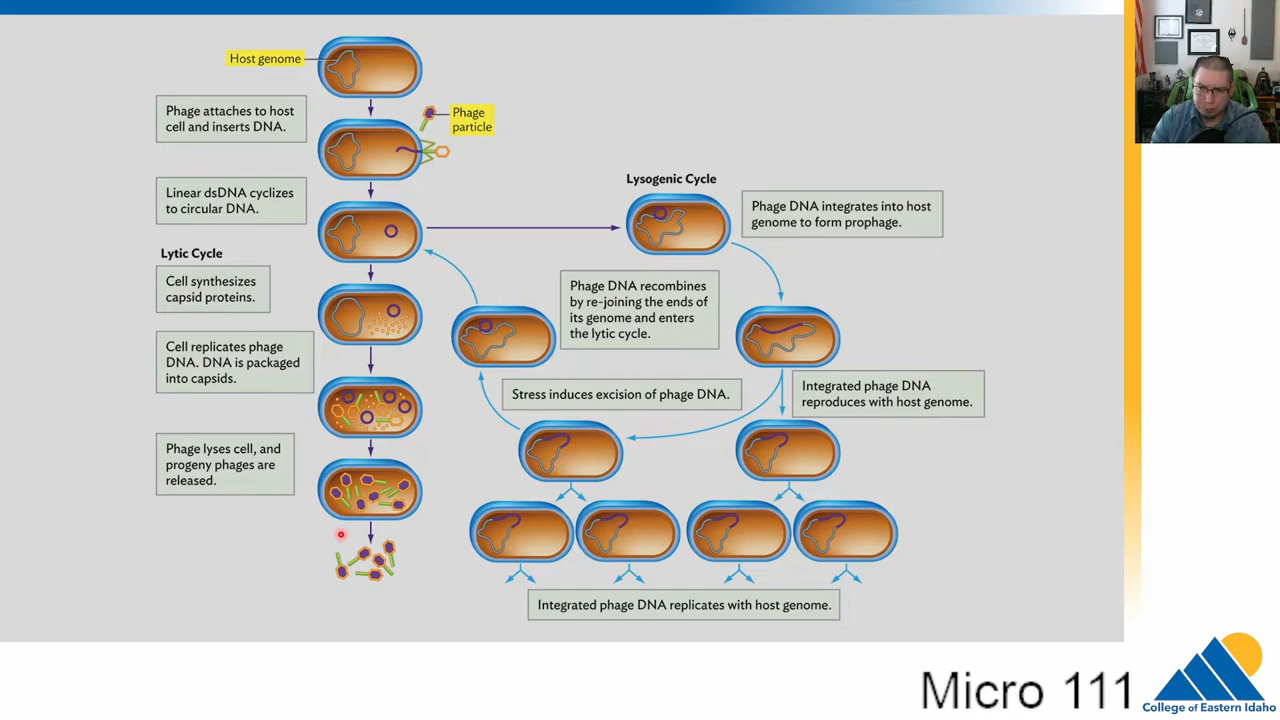 Host genome
Phage attaches to host
cell and inserts DNA.
Phage
particle
Linear dsDNA cyclizes
to circular DNA.
Lytic Cycle
Cell synthesizes
capsid proteins.
Cell replicates phage
DNA. DNA is packaged
into capsids.
Phage lyses cell, and
progeny phages are
released.
Lysogenic Cycle
Phage DNA integrates into host
genome to form prophage.
Phage DNA recombines
by re-joining the ends of
its genome and enters
the lytic cycle.
Stress induces excision of phage DNA.
Integrated phage DNA
reproduces with host genome.
Integrated phage DNA replicates with host genome.
Micro 111
College of Eastern Idaho